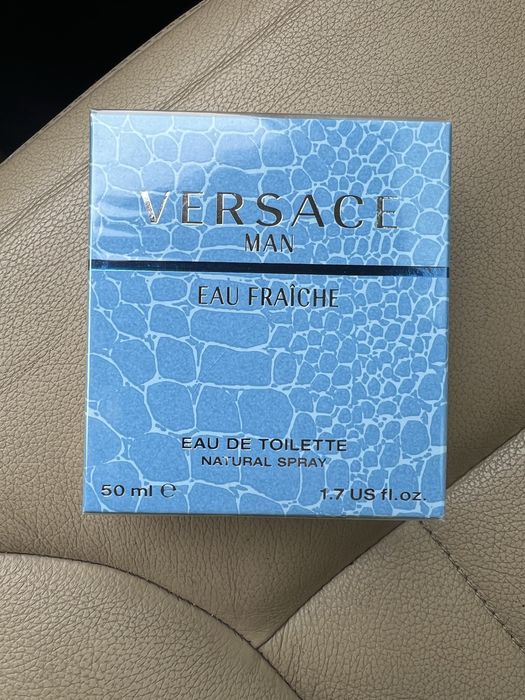 VERSACE
MAN
EAU FRAÎCHE
EAU DE TOILETTE
NATURAL SPRAY
50 ml ℮ 1.7 US fl.oz.